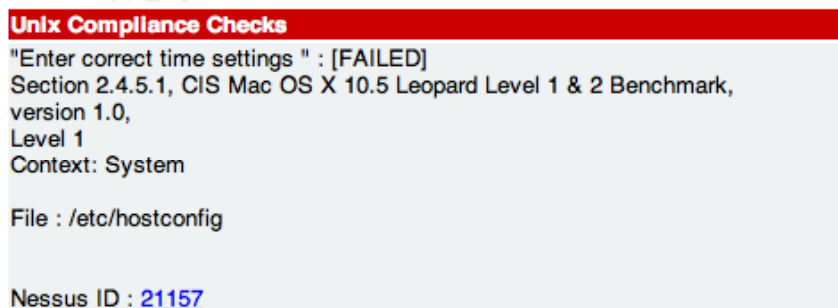 Unix Compliance Checks
"Enter correct time settings " : [FAILED]
Section 2.4.5.1, CIS Mac OS X 10.5 Leopard Level 1 & 2 Benchmark,
version 1.0,
Level 1
Context: System
File : /etc/hostconfig
Nessus ID : 21157